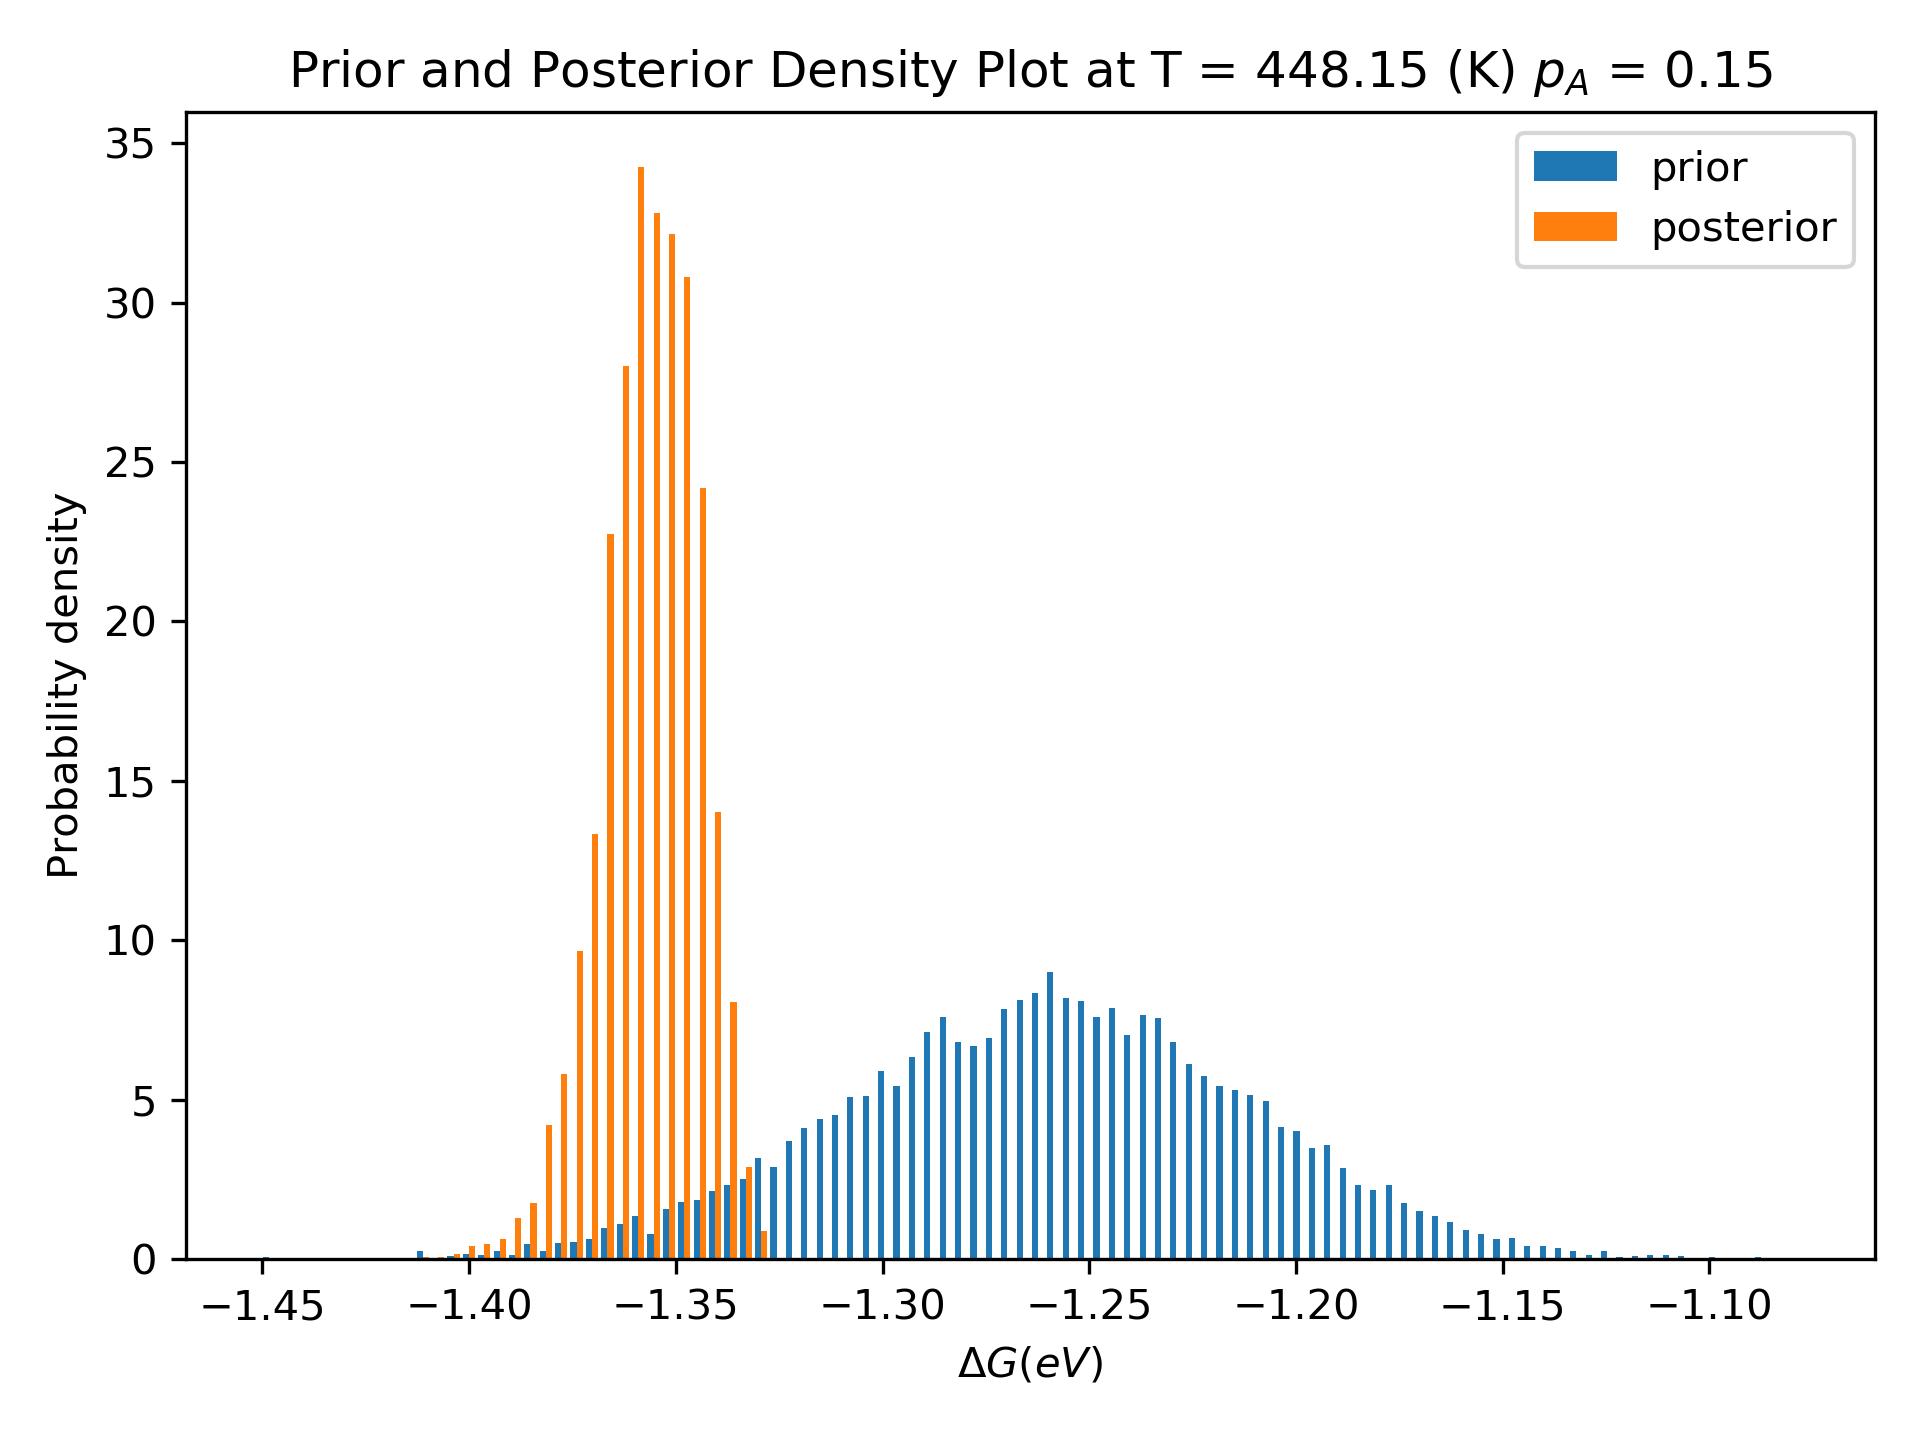 Prior and Posterior Density Plot at T = 448.15 (K) p_A = 0.15
prior
posterior
35
30
25
20
15
10
5
0
Probability density
−1.45 −1.40 −1.35 −1.30 −1.25 −1.20 −1.15 −1.10
ΔG(eV)